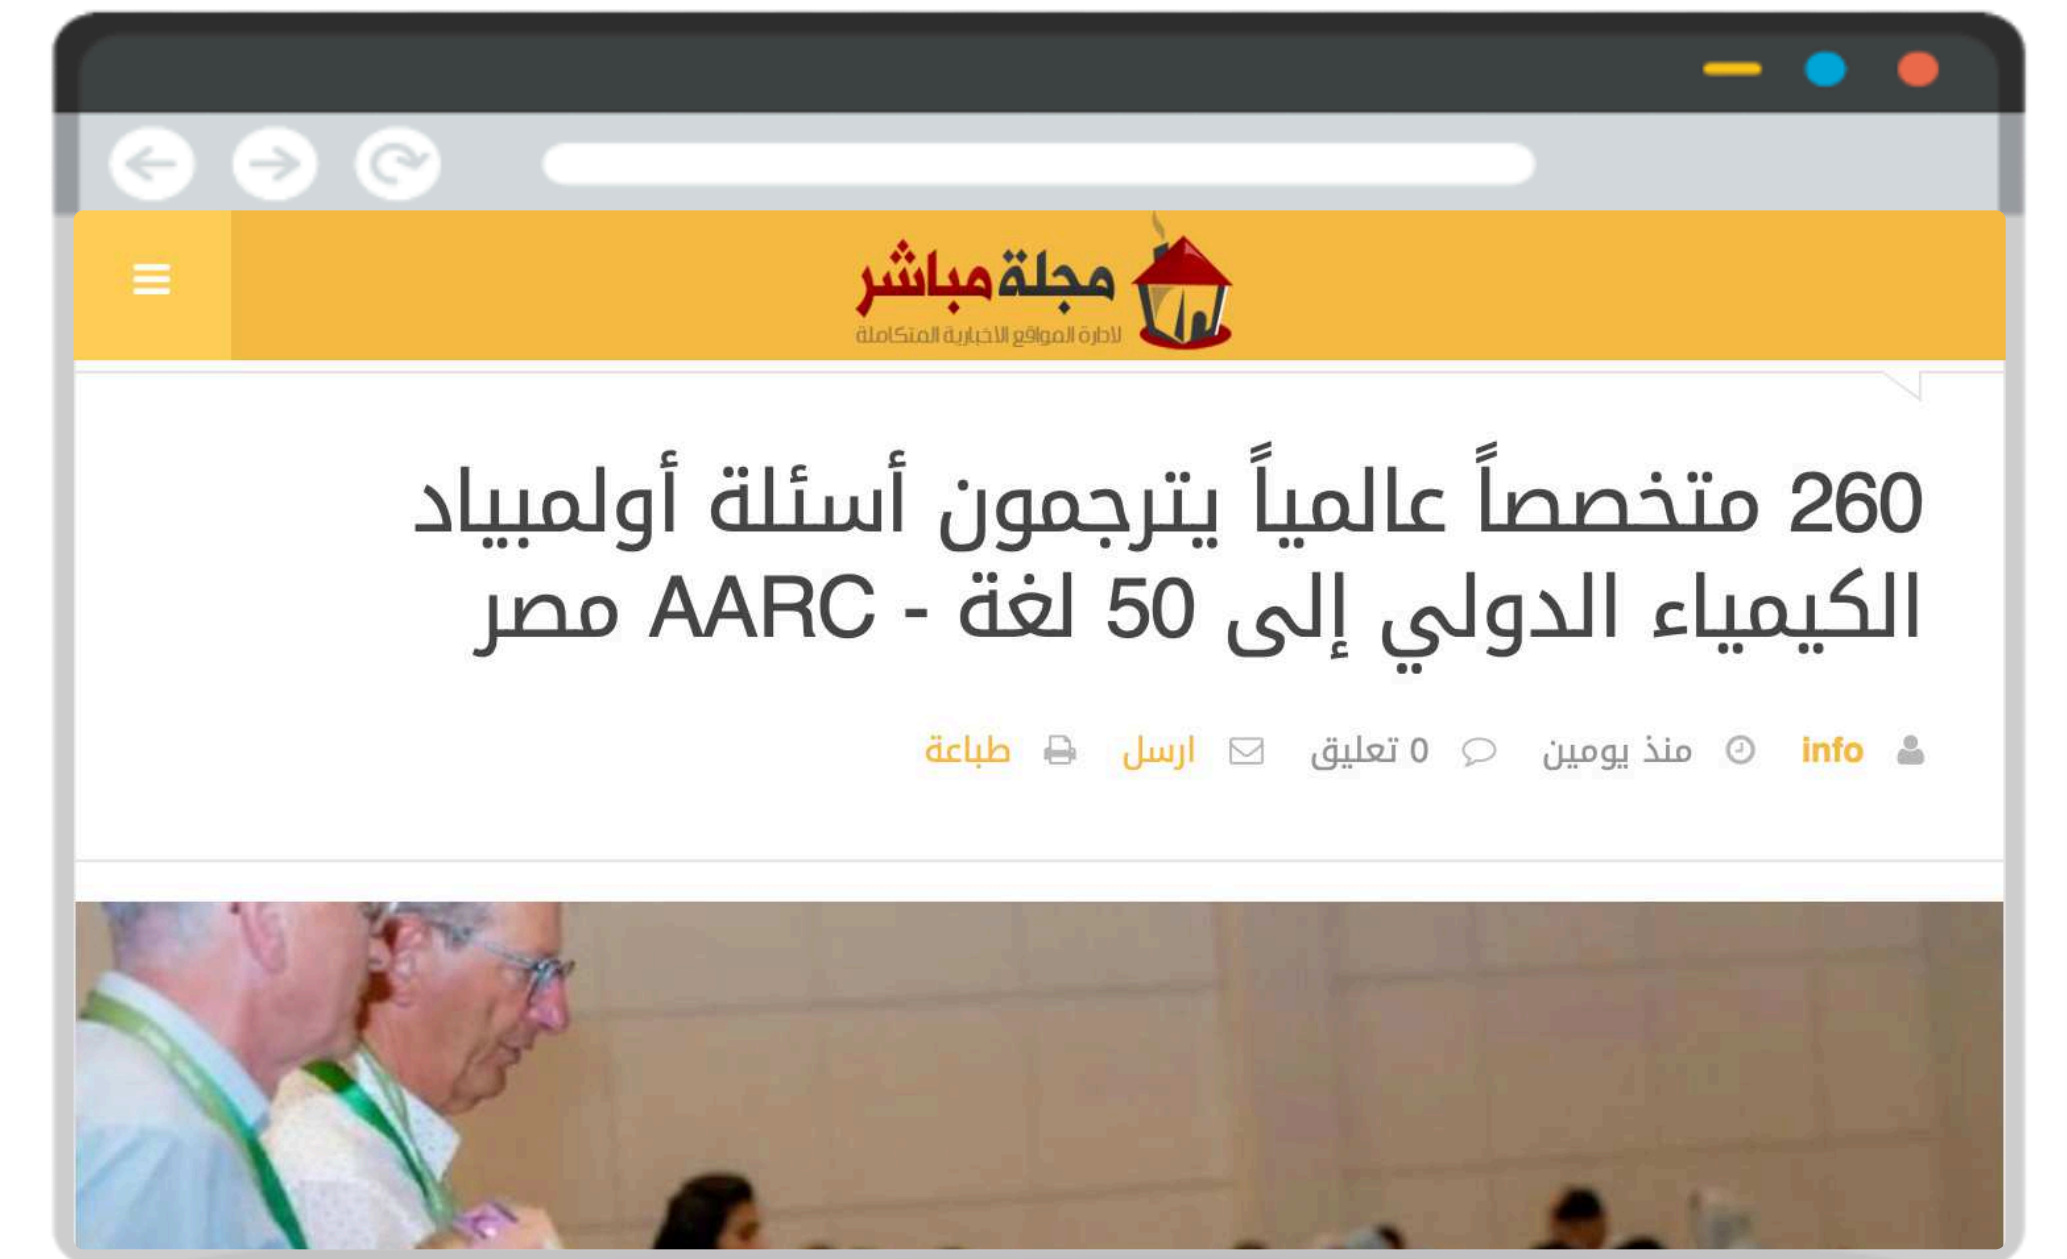 مجلة مباشر
لادارة المواقع الاخبارية المتكاملة
260 متخصصاً عالمياً يترجمون أسئلة أولمبياد
الكيمياء الدولي إلى 50 لغة - AARC مصر
info منذ يومين 0 تعليق ارسل طباعة